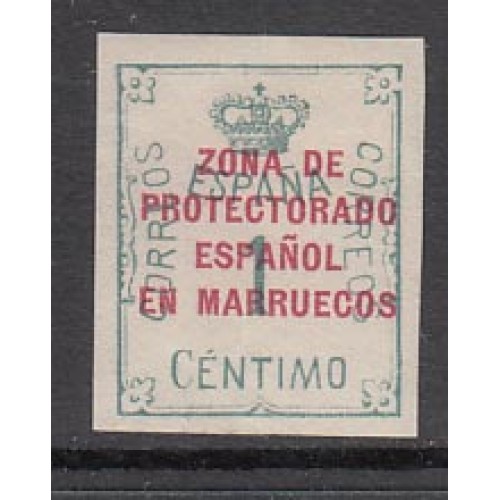 ZONA DE
ESPAÑA
PROTECTORADO
CORREOS
CORREOS
ESPAÑOL
1
EN MARRUECOS
CÉNTIMO